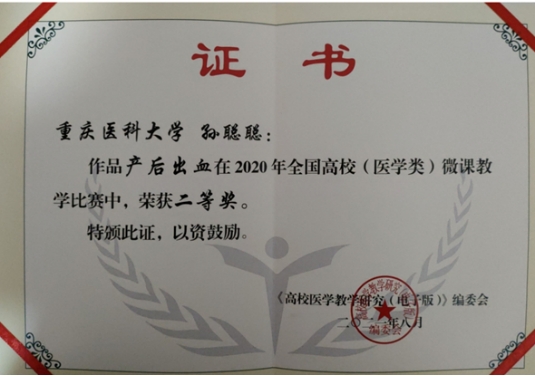 证书
重庆医科大学 孙聪聪：
作品产后出血在2020年全国高校（医学类）微课教
学比赛中，荣获二等奖。
特颁此证，以资鼓励。
《高校医学教学研究（电子版）》编委会
编委会